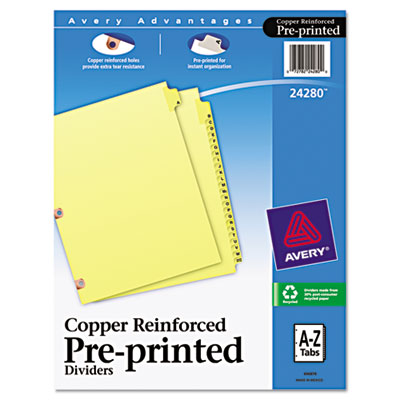 Avery Advantages
Copper reinforced holes
provide extra tear resistance
Pre-printed for
instant organization
Copper Reinforced
Pre-printed
24280™
AVERY
Recycled
Dividers made from
30% post-consumer
recycled paper
Copper Reinforced
Pre-printed
Dividers
A-Z
Tabs